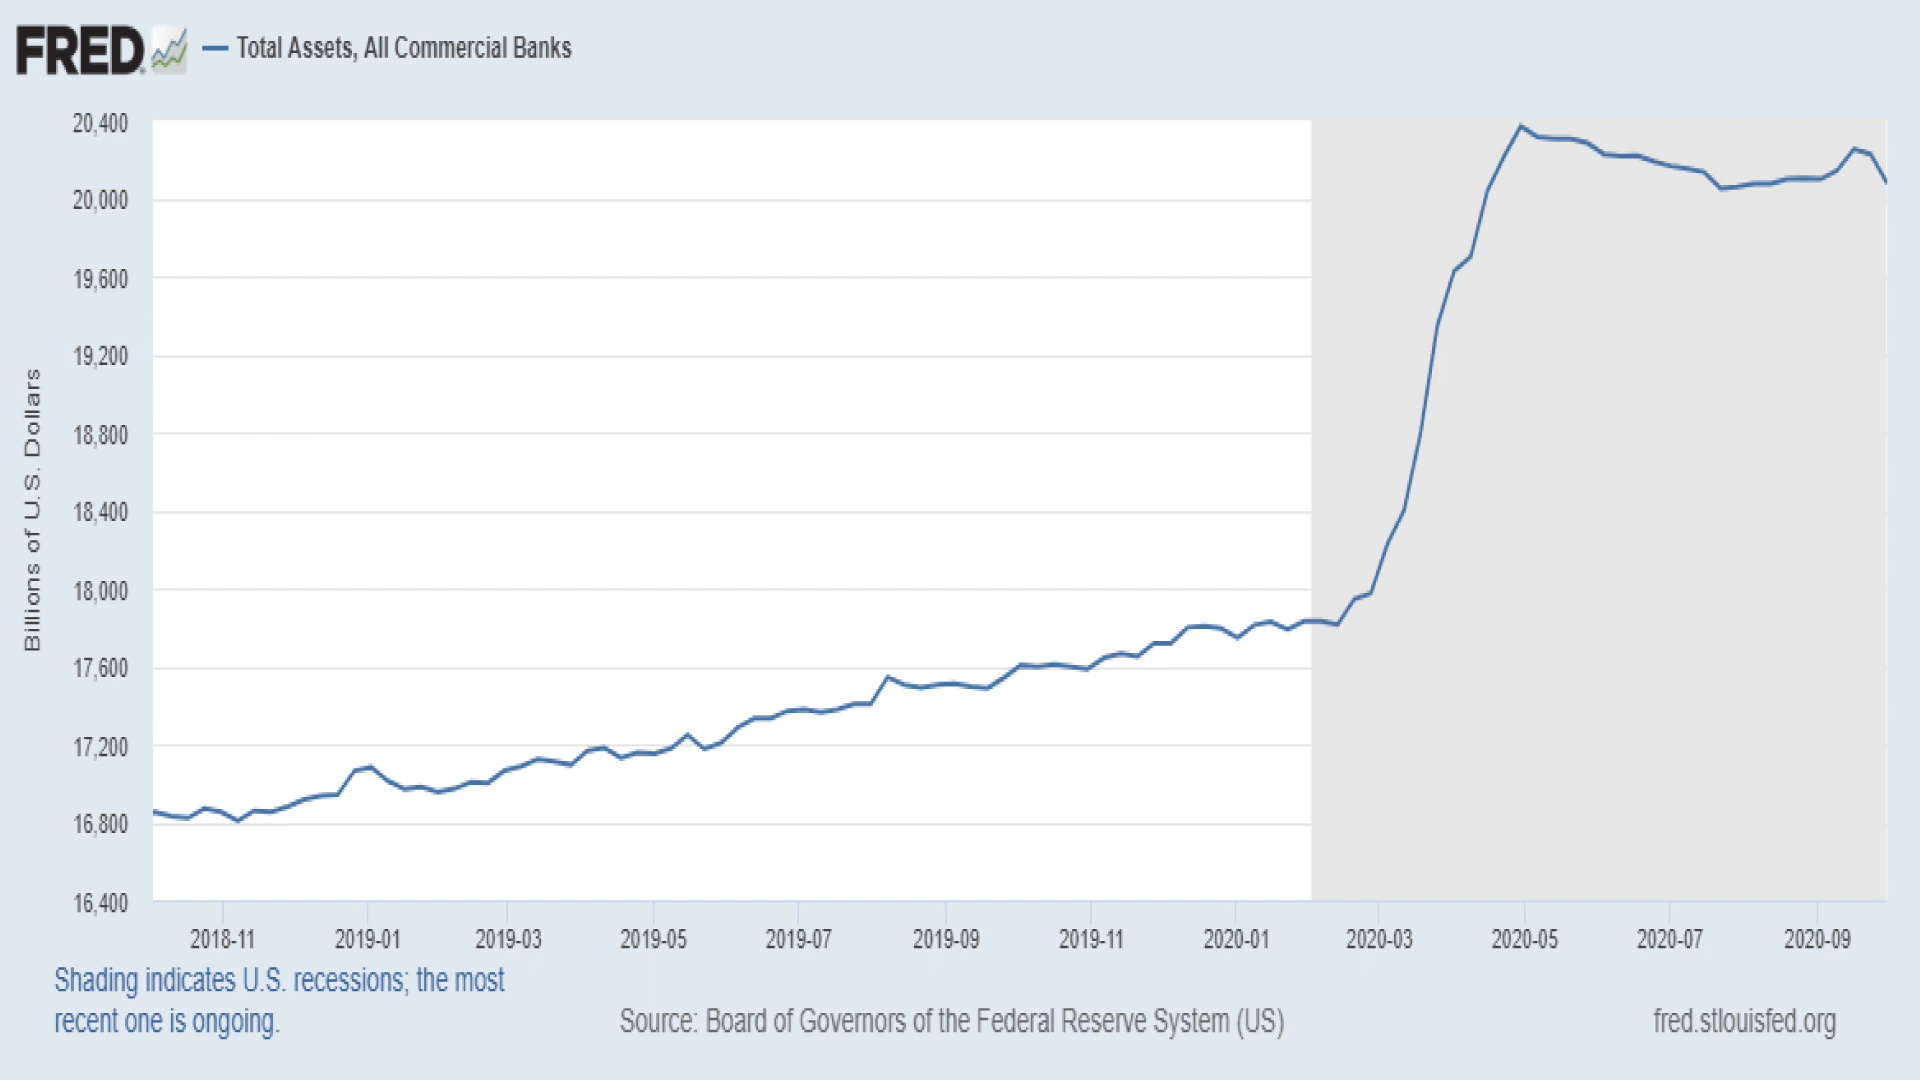 FRED
Total Assets, All Commercial Banks
20,400
20,000
19,600
19,200
18,800
18,400
18,000
17,600
17,200
16,800
16,400
Billions of U.S. Dollars
2018-11 2019-01 2019-03 2019-05 2019-07 2019-09 2019-11 2020-01 2020-03 2020-05 2020-07 2020-09
Shading indicates U.S. recessions; the most
recent one is ongoing.
Source: Board of Governors of the Federal Reserve System (US)
fred.stlouisfed.org